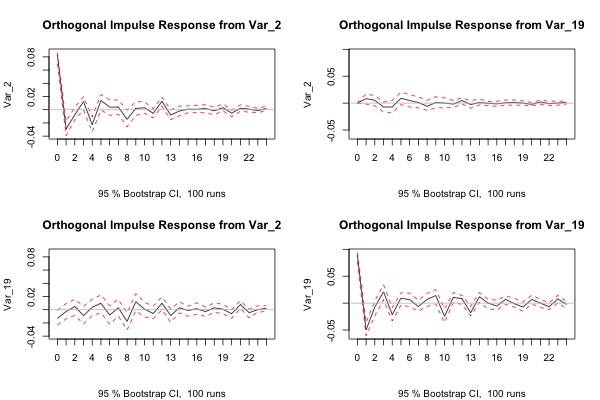 Orthogonal Impulse Response from Var_2
Var_2
0.08
0.02
-0.04
0 2 4 6 8 10 13 16 19 22
95 % Bootstrap CI, 100 runs
Orthogonal Impulse Response from Var_19
Var_2
0.05
-0.05
0 2 4 6 8 10 13 16 19 22
95 % Bootstrap CI, 100 runs
Orthogonal Impulse Response from Var_2
Var_19
0.08
0.02
-0.04
0 2 4 6 8 10 13 16 19 22
95 % Bootstrap CI, 100 runs
Orthogonal Impulse Response from Var_19
Var_19
0.05
-0.05
0 2 4 6 8 10 13 16 19 22
95 % Bootstrap CI, 100 runs